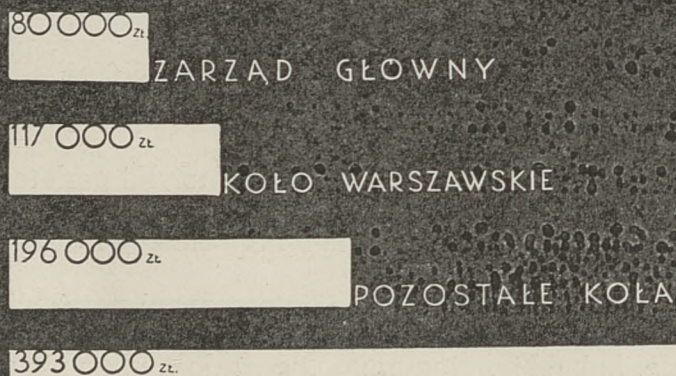 80 000 Zł.
ZARZĄD GŁÓWNY
117 000 Zł
KOŁO WARSZAWSKIE
196 000 Zł
POZOSTAŁE KOŁA
393 000 Zł.